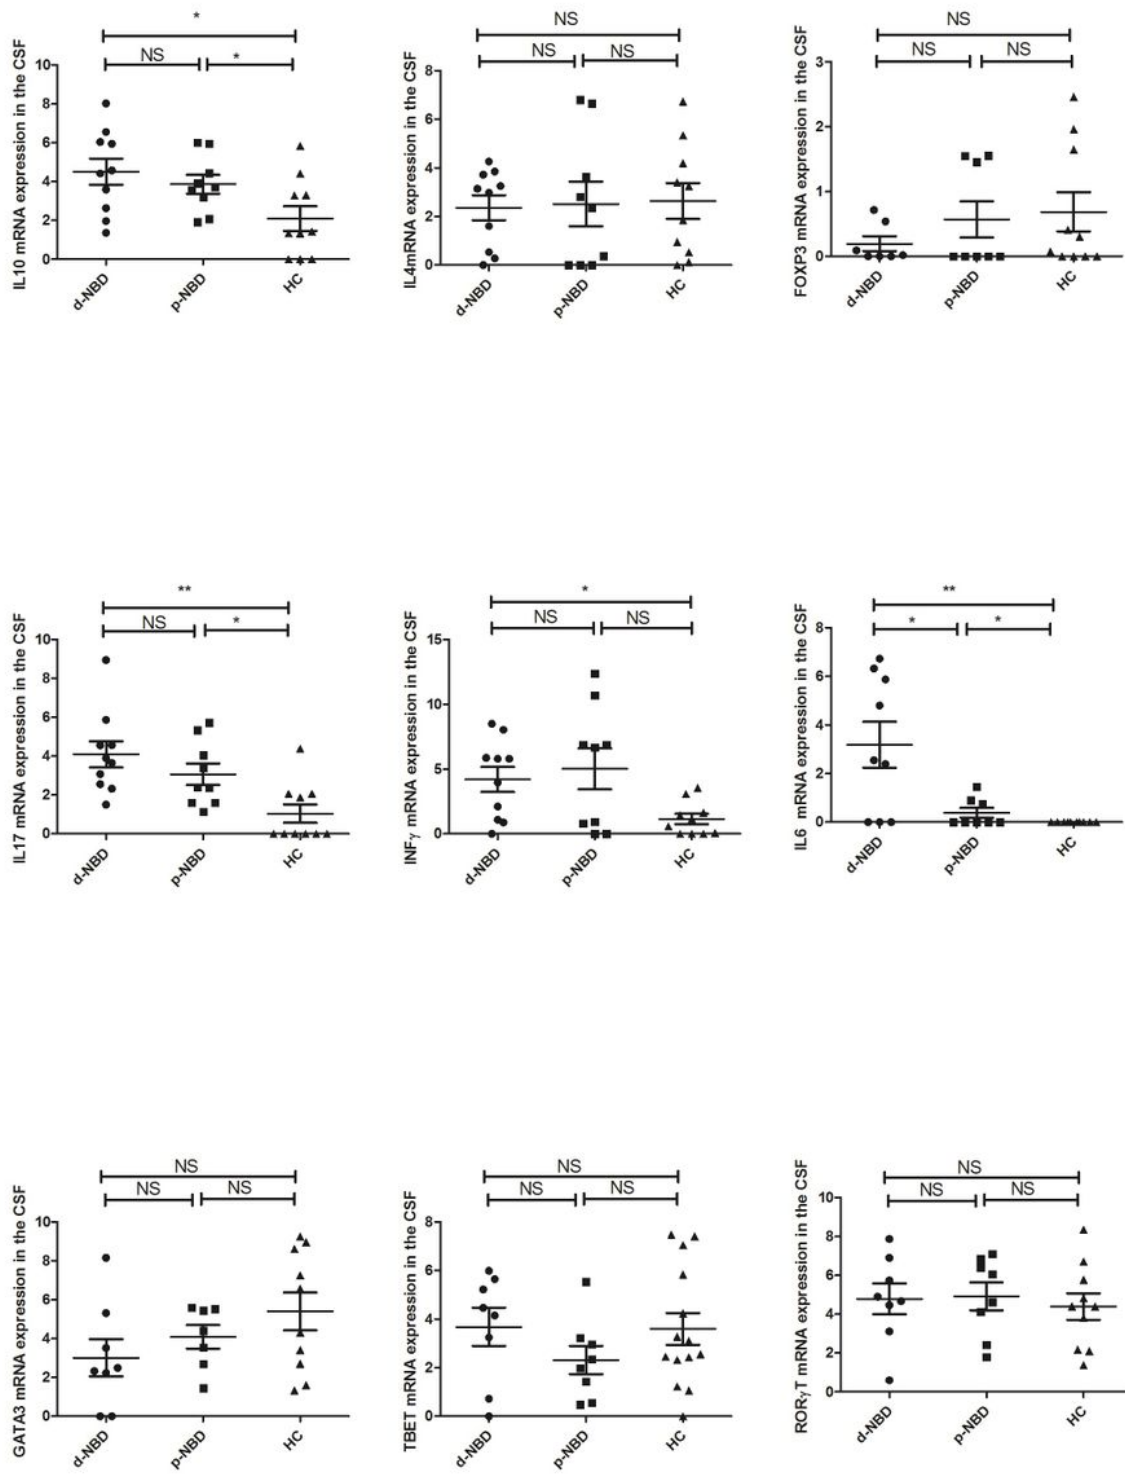 *
NS
*
IL10 mRNA expression in the CSF
10
8
6
4
2
0
d-NBD
p-NBD
HC
NS
NS
NS
IL4mRNA expression in the CSF
8
6
4
2
0
d-NBD
p-NBD
HC
NS
NS
NS
FOXP3 mRNA expression in the CSF
3
2
1
0
d-NBD
p-NBD
HC
**
NS
*
IL17 mRNA expression in the CSF
10
8
6
4
2
0
d-NBD
p-NBD
HC
*
NS
NS
INFγ mRNA expression in the CSF
15
10
5
0
d-NBD
p-NBD
HC
**
*
*
IL6 mRNA expression in the CSF
8
6
4
2
0
d-NBD
p-NBD
HC
NS
NS
NS
GATA3 mRNA expression in the CSF
10
8
6
4
2
0
d-NBD
p-NBD
HC
NS
NS
NS
TBET mRNA expression in the CSF
8
6
4
2
0
d-NBD
p-NBD
HC
NS
NS
NS
RORγT mRNA expression in the CSF
10
8
6
4
2
0
d-NBD
p-NBD
HC